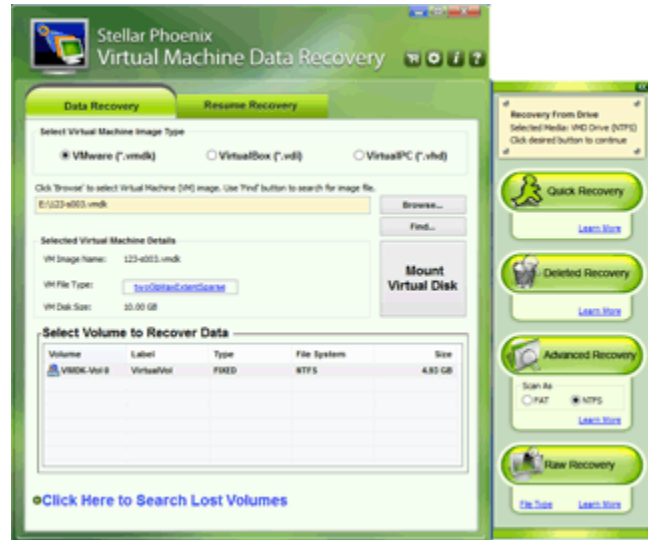 Stellar Phoenix
Virtual Machine Data Recovery
Data Recovery
Resume Recovery
Select Virtual Machine Image Type
VMware (*.vmdk)
VirtualBox (*.vdi)
VirtualPC (*.vhd)
Click 'Browse' to select Virtual Machine (VM) image. Use 'Find' button to search for image file.
E:\123-s003.vmdk
Browse...
Find...
Selected Virtual Machine Details
VM Image Name: 123-s003.vmdk
VM File Type: twoGbMaxExtentSparse
VM Disk Size: 10.00 GB
Mount
Virtual Disk
Select Volume to Recover Data
Volume Label Type File System Size
VMDK-Vol-0 VirtualVol FIXED NTFS 4.93 GB
Click Here to Search Lost Volumes
Recovery From Drive
Selected Media: VMD Drive (NTFS)
Click desired button to continue
Quick Recovery
Learn More
Deleted Recovery
Learn More
Advanced Recovery
Scan As
FAT
NTFS
Learn More
Raw Recovery
File Type
Learn More